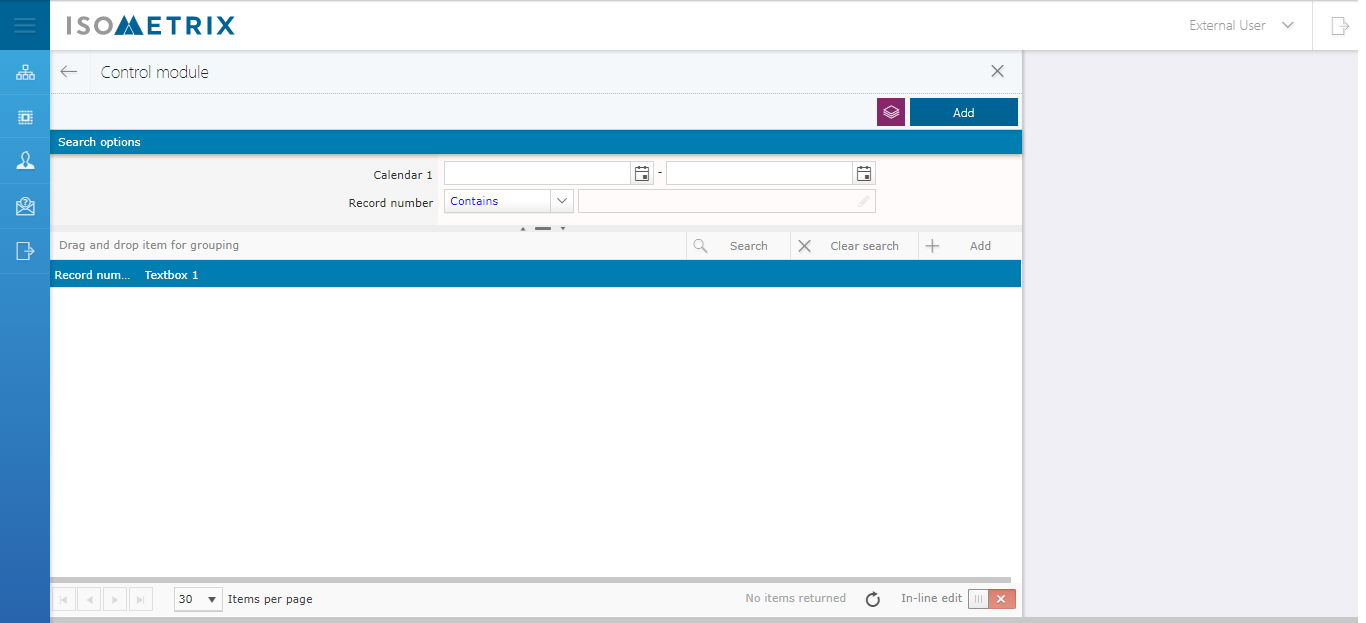 ISOMETRIX
External User
Control module
Add
Search options
Calendar 1
-
Record number
Contains
Drag and drop item for grouping
Search
Clear search
Add
Record num... Textbox 1
30
Items per page
No items returned
In-line edit